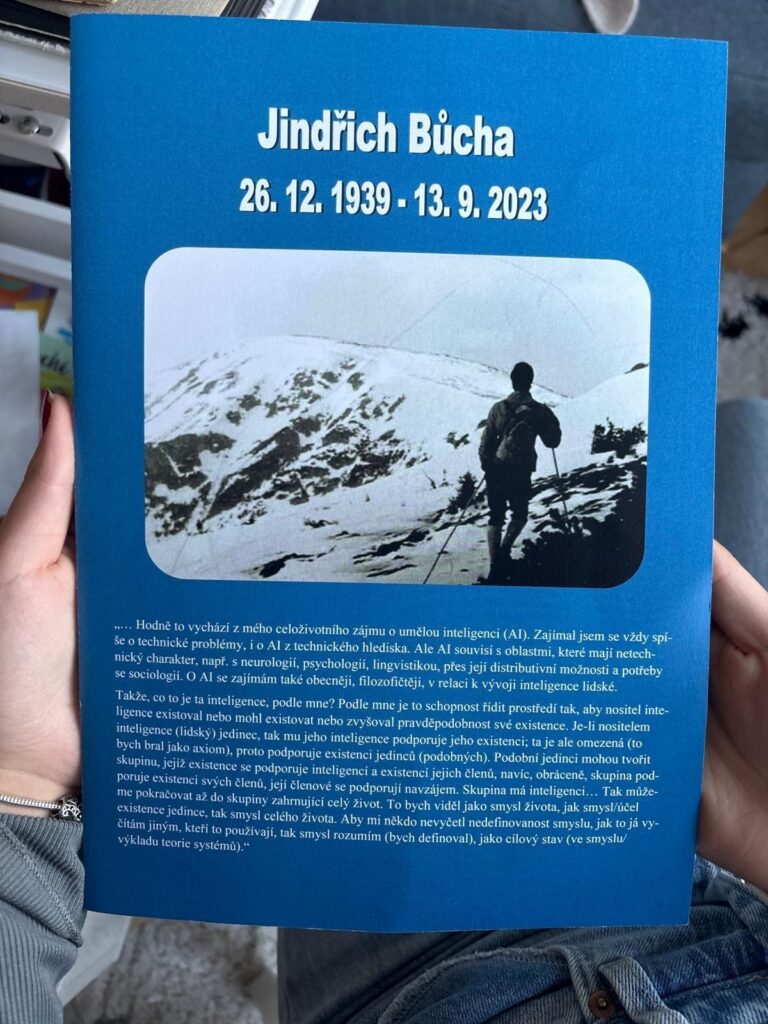 Jindřich Bůcha
26. 12. 1939 - 13. 9. 2023
„… Hodně to vychází z mého celoživotního zájmu o umělou inteligenci (AI). Zajímal jsem se vždy spí-
še o technické problémy, i o AI z technického hlediska. Ale AI souvisí s oblastmi, které mají netech-
nický charakter, např. s neurologií, psychologií, lingvistikou, přes její distributivní možnosti a potřeby
se sociologií. O AI se zajímám také obecněji, filozofičtěji, v relaci k vývoji inteligence lidské.
Takže, co to je ta inteligence, podle mne? Podle mne je to schopnost řídit prostředí tak, aby nositel inte-
ligence existoval nebo mohl existovat nebo zvyšoval pravděpodobnost své existence. Je-li nositelem
inteligence (lidský) jedinec, tak mu jeho inteligence podporuje jeho existenci; ta je ale omezená (to
bych bral jako axiom), proto podporuje existenci jedinců (podobných). Podobní jedinci mohou tvořit
skupinu, jejíž existence se podporuje inteligencí a existencí jejich členů, navíc, obráceně, skupina pod-
poruje existenci svých členů, její členové se podporují navzájem. Skupina má inteligenci… Tak může-
me pokračovat až do skupiny zahrnující celý život. To bych viděl jako smysl života, jak smysl/účel
existence jedince, tak smysl celého života. Aby mi někdo nevyčetl nedefinovanost smyslu, jak to já vy-
čítám jiným, kteří to používají, tak smysl rozumím (bych definoval), jako cílový stav (ve smyslu/
výkladu teorie systémů).“